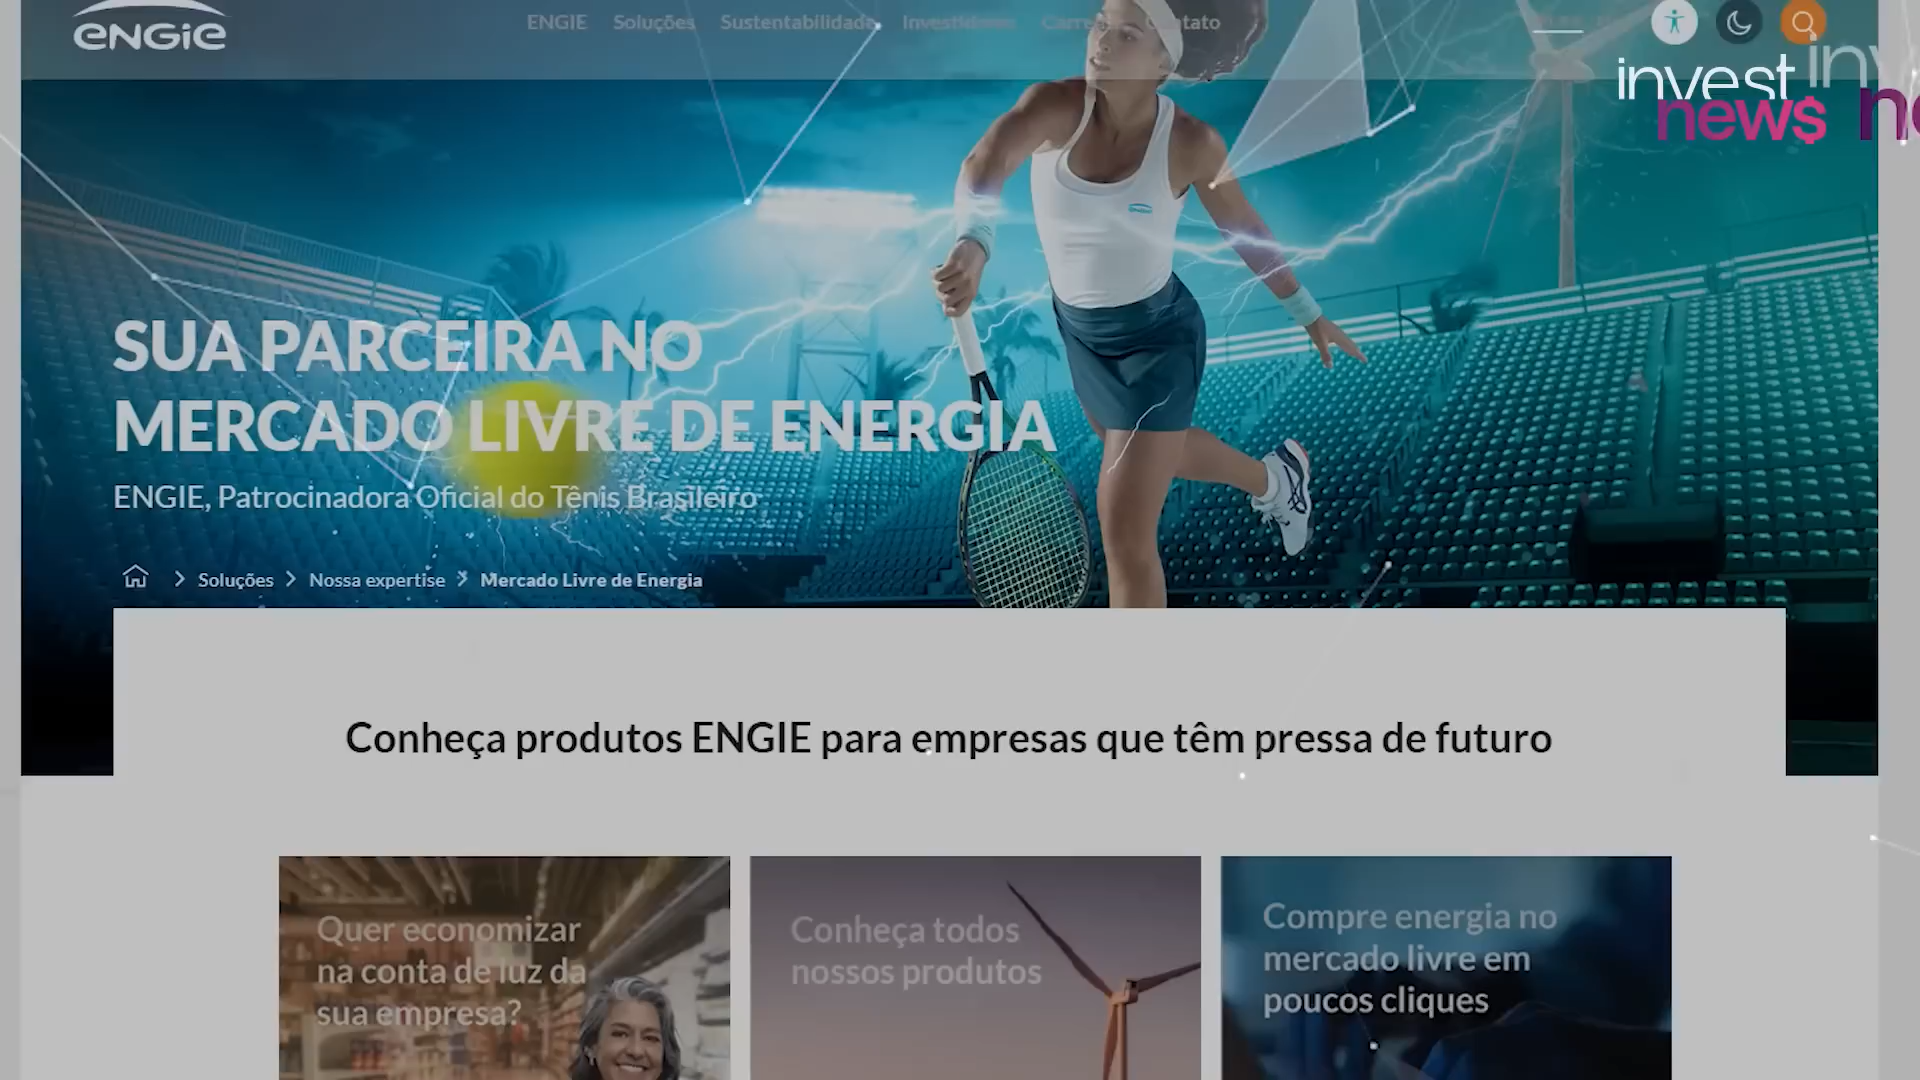 ENGIE
ENGIE Soluções Sustentabilidade Investidores Contato
invest
news
SUA PARCEIRA NO
MERCADO LIVRE DE ENERGIA
ENGIE, Patrocinadora Oficial do Tênis Brasileiro
Soluções > Nossa expertise > Mercado Livre de Energia
Conheça produtos ENGIE para empresas que têm pressa de futuro
Quer economizar
na conta de luz da
sua empresa?
Conheça todos
nossos produtos
Compre energia no
mercado livre em
poucos cliques